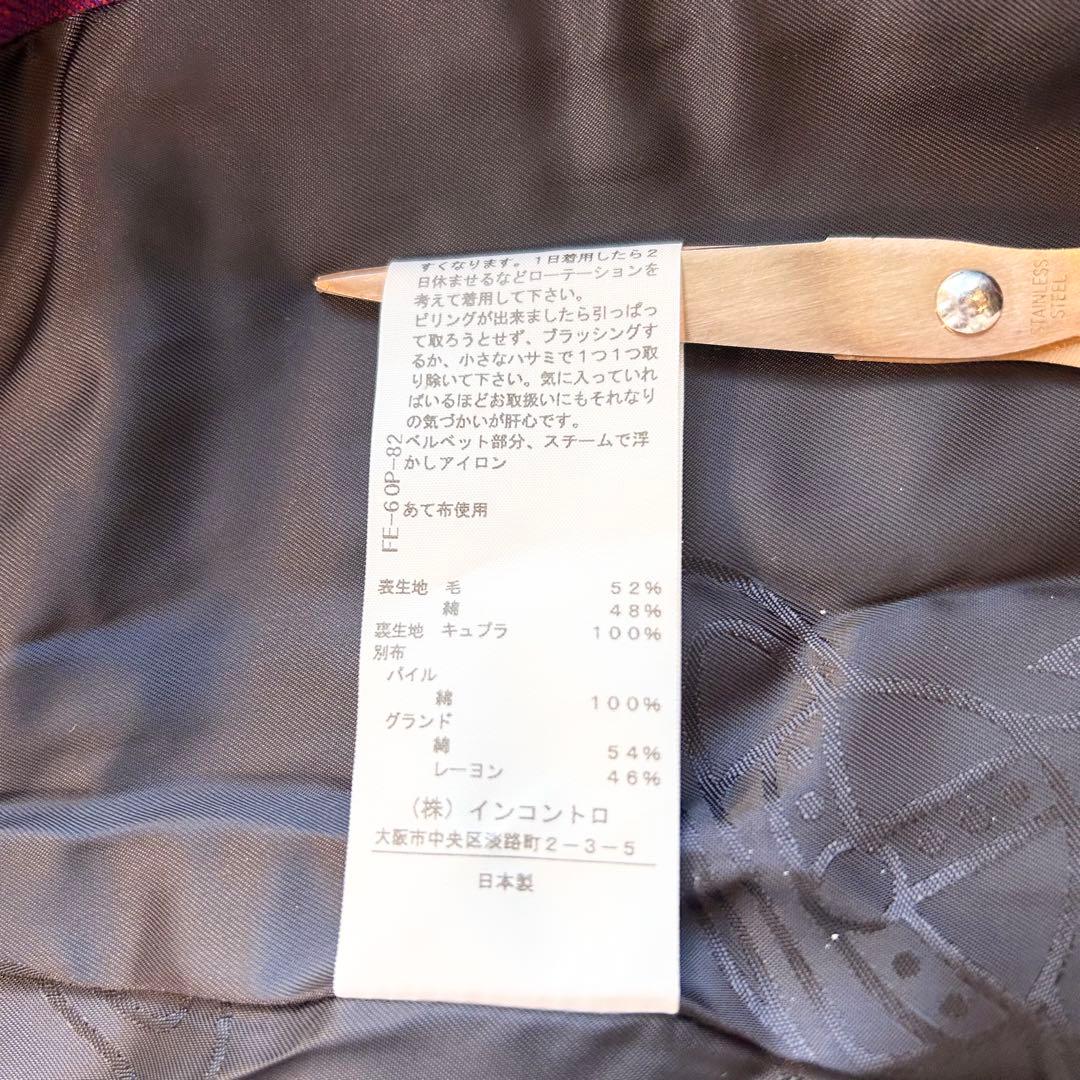 すくなります。1日着用したら2
日休ませるなどローテーションを
考えて着用して下さい。
ピリングが出来ましたら引っぱっ
て取ろうとせず、ブラッシングす
るか、小さなハサミで1つ1つ取
り除いて下さい。気に入っていれ
ばいるほどお取扱いにもそれなり
の気づかいが肝心です。
ベルベット部分、スチームで浮
かしアイロン
あて布使用
FE-60P-82
表生地 毛 52%
綿 48%
裏生地 キュプラ 100%
別布
パイル
綿 100%
グランド
綿 54%
レーヨン 46%
(株)インコントロ
大阪市中央区淡路町2-3-5
日本製
STAINLESS
STEEL